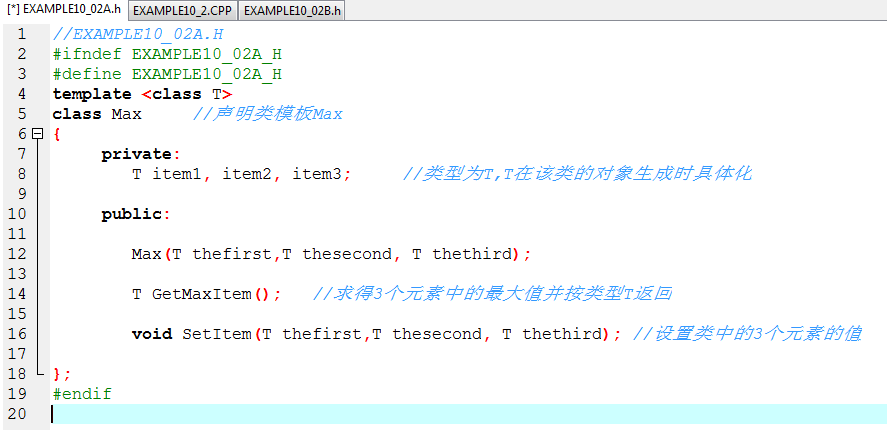 [*] EXAMPLE10_02A.h EXAMPLE10_2.CPP EXAMPLE10_02B.h
1 //EXAMPLE10_02A.H
2 #ifndef EXAMPLE10_02A_H
3 #define EXAMPLE10_02A_H
4 template <class T>
5 class Max //声明类模板Max
6 {
7 private:
8 T item1, item2, item3; //类型为T,T在该类的对象生成时具体化
9
10 public:
11
12 Max(T thefirst,T thesecond, T thethird);
13
14 T GetMaxItem(); //求得3个元素中的最大值并按类型T返回
15
16 void SetItem(T thefirst,T thesecond, T thethird); //设置类中的3个元素的值
17
18 };
19 #endif
20